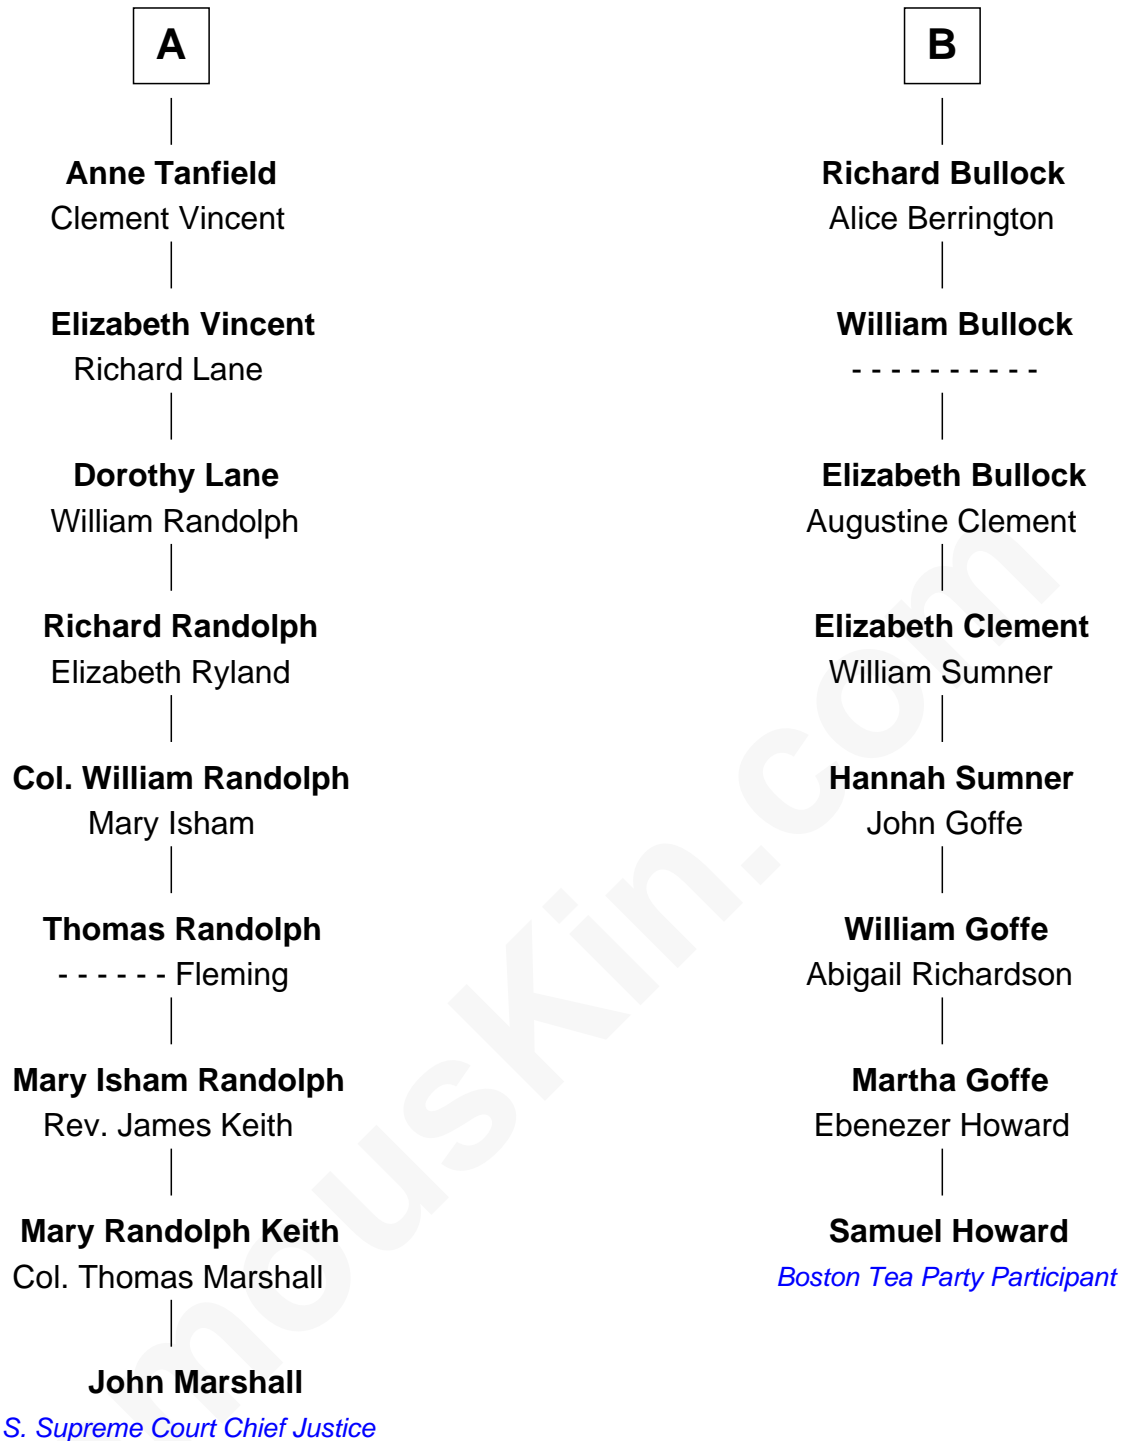 A
Anne Tanfield
Clement Vincent
Elizabeth Vincent
Richard Lane
Dorothy Lane
William Randolph
Richard Randolph
Elizabeth Ryland
Col. William Randolph
Mary Isham
Thomas Randolph
- - - - - - Fleming
Mary Isham Randolph
Rev. James Keith
Mary Randolph Keith
Col. Thomas Marshall
John Marshall
S. Supreme Court Chief Justice
B
Richard Bullock
Alice Berrington
William Bullock
- - - - - - - - - -
Elizabeth Bullock
Augustine Clement
Elizabeth Clement
William Sumner
Hannah Sumner
John Goffe
William Goffe
Abigail Richardson
Martha Goffe
Ebenezer Howard
Samuel Howard
Boston Tea Party Participant
mousKin.com